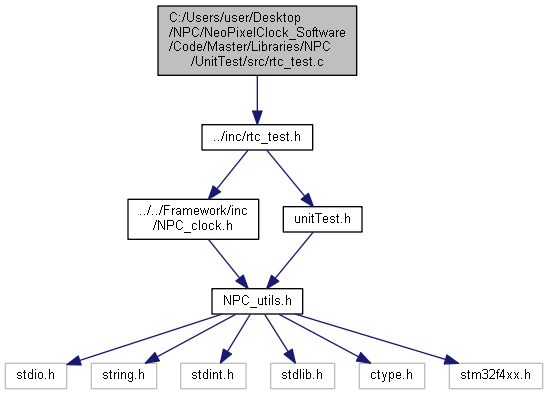 C:/Users/user/Desktop
/NPC/NeoPixelClock_Software
/Code/Master/Libraries/NPC
/UnitTest/src/rtc_test.c
../inc/rtc_test.h
../../Framework/inc
/NPC_clock.h
unitTest.h
NPC_utils.h
stdio.h
string.h
stdint.h
stdlib.h
ctype.h
stm32f4xx.h